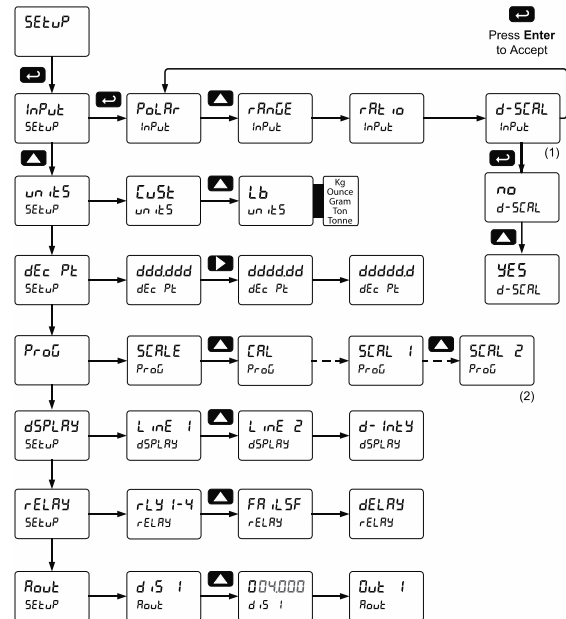 SEtuP
Press Enter
to Accept
InPut
SEtuP
PoLAr
InPut
rAnGE
InPut
rAtio
InPut
d-SCAL
InPut
(1)
no
d-SCAL
YES
d-SCAL
unitS
SEtuP
CuSt
unitS
Lb
unitS
Kg
Ounce
Gram
Ton
Tonne
dEc Pt
SEtuP
ddd.ddd
dEc Pt
dddd.dd
dEc Pt
ddddd.d
dEc Pt
ProG
SCALE
ProG
CAL
ProG
SCAL 1
ProG
SCAL 2
ProG
(2)
dSPLAY
SEtuP
LinE 1
dSPLAY
LinE 2
dSPLAY
d-IntY
dSPLAY
rELAY
SEtuP
rLY 1-4
rELAY
FAiLSF
rELAY
dELAY
rELAY
Aout
SEtuP
diS 1
Aout
004.000
diS 1
Out 1
Aout